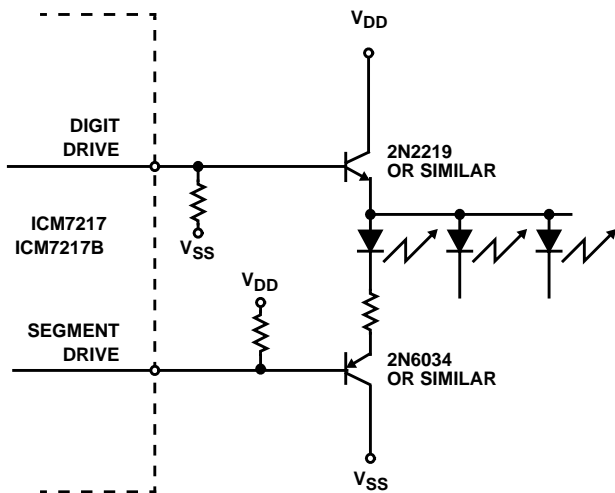 VDD
DIGIT
DRIVE
2N2219
OR SIMILAR
ICM7217
ICM7217B
VSS
VDD
SEGMENT
DRIVE
2N6034
OR SIMILAR
VSS